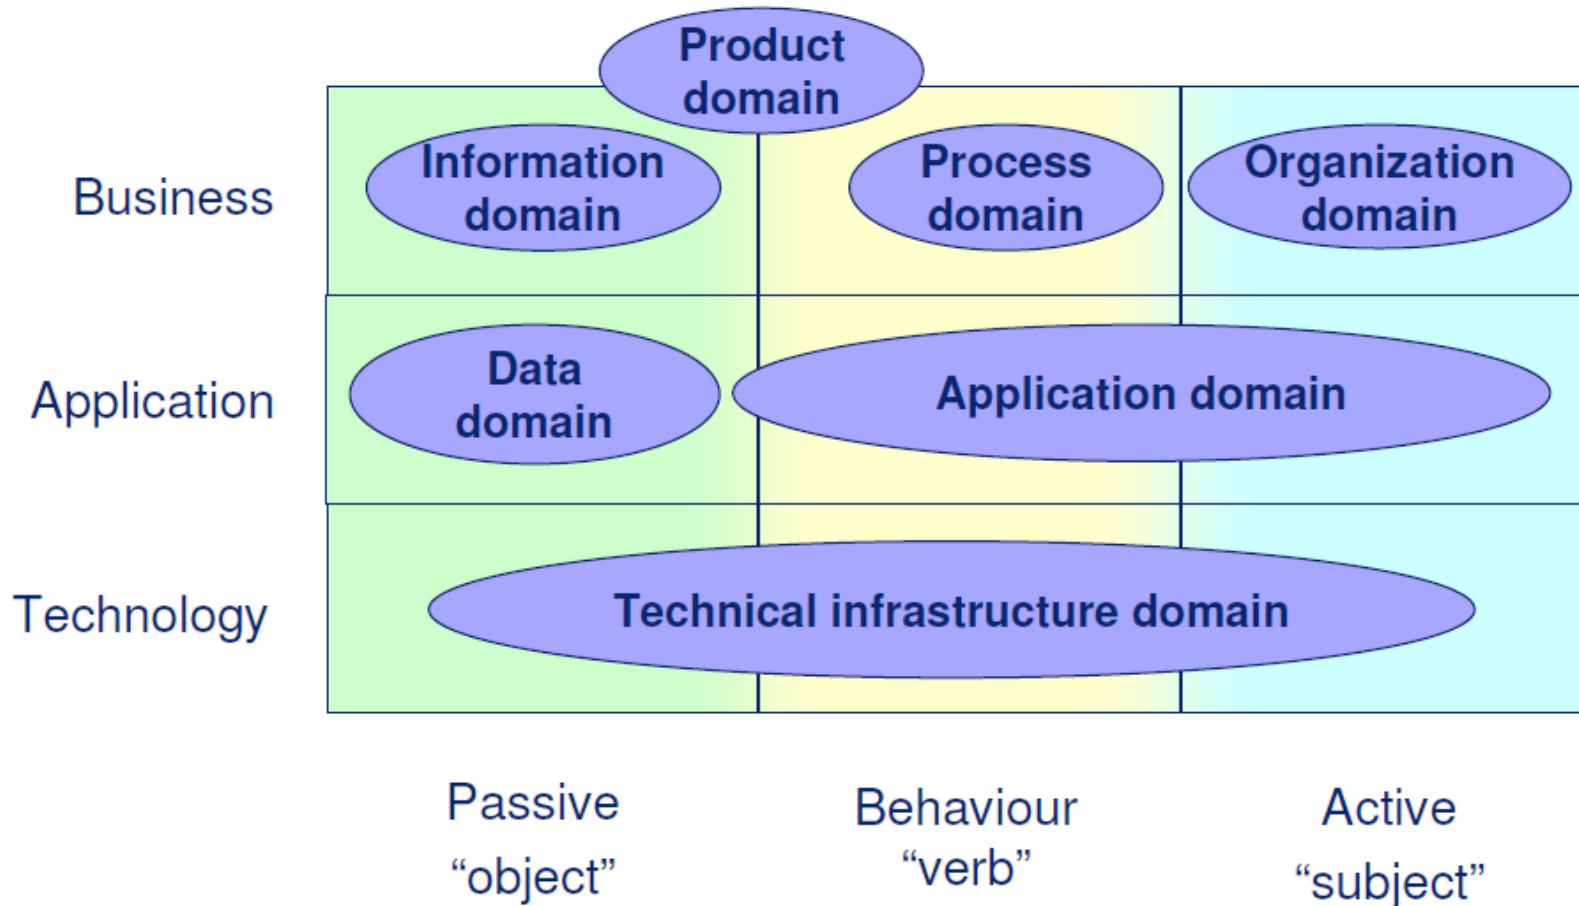 Product
domain
Business
Information
domain
Process
domain
Organization
domain
Application
Data
domain
Application domain
Technology
Technical infrastructure domain
Passive
“object”
Behaviour
“verb”
Active
“subject”